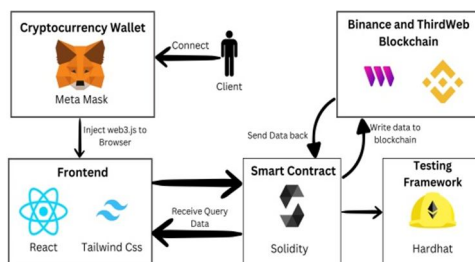 Cryptocurrency Wallet
Meta Mask
Connect
Client
Binance and ThirdWeb
Blockchain
Inject web3.js to
Browser
Send Data back
Write data to
blockchain
Frontend
React
Tailwind Css
Receive Query
Data
Smart Contract
Solidity
Testing
Framework
Hardhat